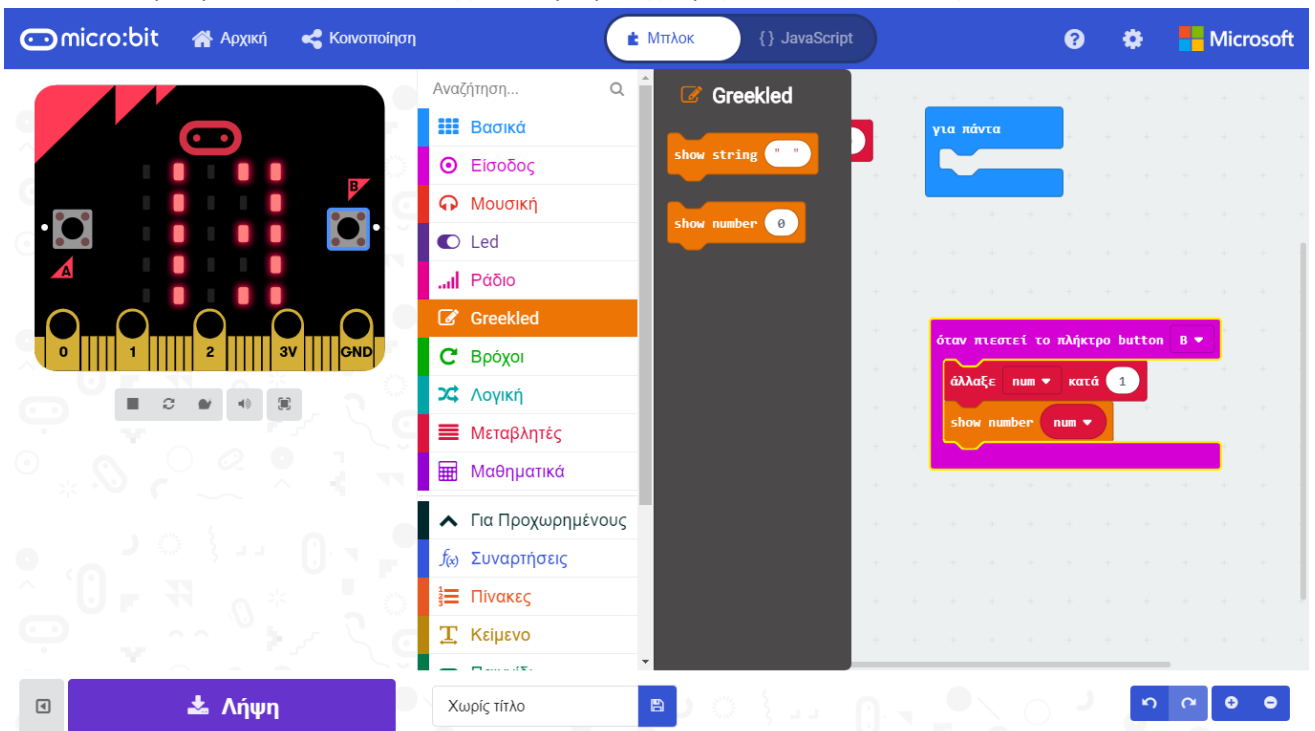 micro:bit
Αρχική
Κοινοποίηση
Μπλοκ
{} JavaScript
Microsoft
Αναζήτηση...
Βασικά
Είσοδος
Μουσική
Led
Ράδιο
Greekled
Βρόχοι
Λογική
Μεταβλητές
Μαθηματικά
Για Προχωρημένους
f(x) Συναρτήσεις
Πίνακες
Κείμενο
Greekled
show string " "
show number 0
για πάντα
όταν πιεστεί το πλήκτρο button B
άλλαξε num κατά 1
show number num
B
A
0 1 2 3V GND
Λήψη
Χωρίς τίτλο